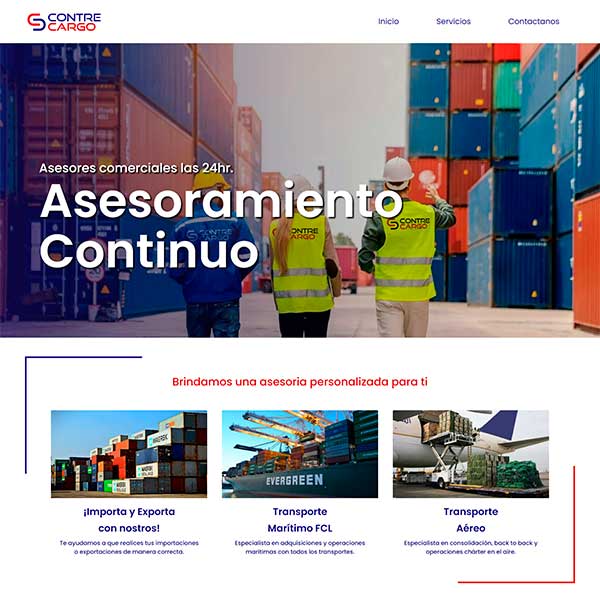 CONTRE
CARGO
Inicio Servicios Contactanos
Asesores comerciales las 24hr.
Asesoramiento
Continuo
CONTRE
CARGO
CONTRE
CARGO
CONTRE
CARGO
Brindamos una asesoria personalizada para ti
EVERGREEN
¡Importa y Exporta
con nostros!
Te ayudamos a que realices tus importaciones
o exportaciones de manera correcta.
Transporte
Marítimo FCL
Especialista en adquisiciones y operaciones
marítimas con todos los transportes.
Transporte
Aéreo
Especialista en consolidación, back to back y
operaciones chárter en el aire.